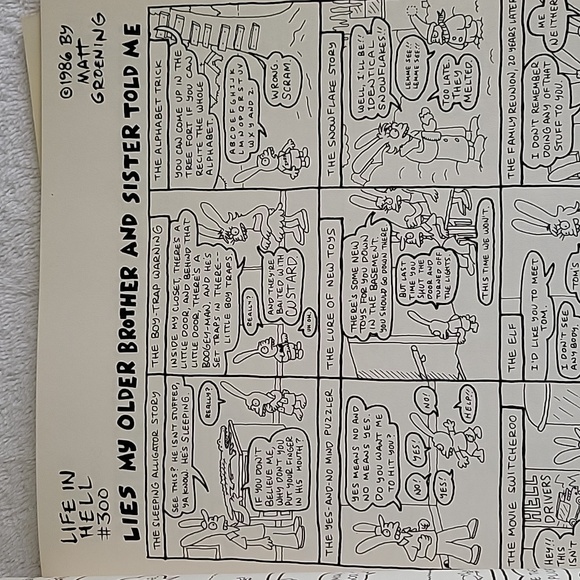 LIFE IN
HELL
#300
©1986 BY
MATT
GROENING
LIES MY OLDER BROTHER AND SISTER TOLD ME
THE SLEEPING ALLIGATOR STORY
SEE THIS? HE ISN'T STUFFED,
YA KNOW. HE'S SLEEPING.
REALLY?
IF YOU DON'T
BELIEVE ME,
WHY DON'T YOU
PUT YOUR FINGER
IN HIS MOUTH?
THE BOY-TRAP WARNING
INSIDE MY CLOSET, THERE'S A
LITTLE DOOR, AND BEHIND THAT
LITTLE DOOR, THERE'S A
BOOGEY-MAN, AND HE'S
SET TRAPS IN THERE--
LITTLE BOY TRAPS.
REALLY?
AND THEY'RE
BAITED WITH
CUSTARD.
UH OH.
THE ALPHABET TRICK
YOU CAN COME UP IN THE
TREE FORT IF YOU CAN
RECITE THE WHOLE
ALPHABET.
A B C D E F G H I J K
L M N O P Q R S T U V
W X Y AND Z.
WRONG.
SCRAM.
THE YES-AND-NO MIND PUZZLER
YES MEANS NO AND
NO MEANS YES.
DO YOU WANT ME
TO HIT YOU?
NO!
YES!
NO!
YES!
HELP!!
THE LURE OF NEW TOYS
THERE'S SOME NEW
TOYS FOR YOU DOWN
IN THE BASEMENT.
YOU SHOULD GO DOWN THERE.
BUT LAST
TIME YOU
SHUT THE
DOOR AND
TURNED OFF
THE LIGHTS.
THIS TIME WE WON'T.
THE SNOWFLAKE STORY
WELL, I'LL BE!!
IDENTICAL
SNOWFLAKES!!
LEMME SEE!!
LEMME SEE!!
TOO LATE.
THEY
MELTED.
THE MOVIE SWITCHEROO
HELL
DRIVERS
HEY!!
THIS
ISN'T
THE ELF
I'D LIKE YOU TO MEET
TOM.
I DON'T SEE
ANYBODY.
TOM'S
THE FAMILY REUNION, 20 YEARS LATER
I DON'T REMEMBER
DOING ANY OF THAT
STUFF TO YOU.
ME
NEITHER.